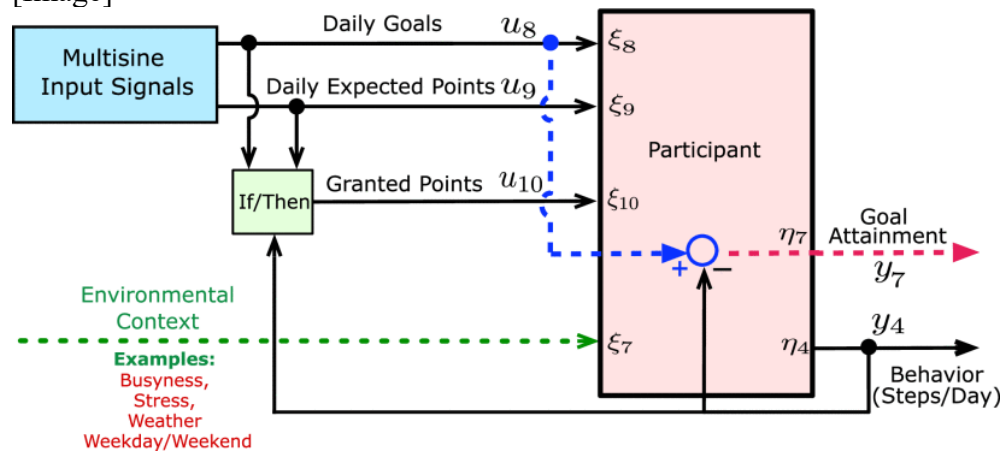 [Image]
Multisine
Input Signals
Daily Goals
u8
Daily Expected Points
u9
If/Then
Granted Points
u10
ξ8
ξ9
Participant
ξ10
+
−
η7
Goal
Attainment
y7
Environmental
Context
Examples:
Busyness,
Stress,
Weather
Weekday/Weekend
ξ7
η4
y4
Behavior
(Steps/Day)